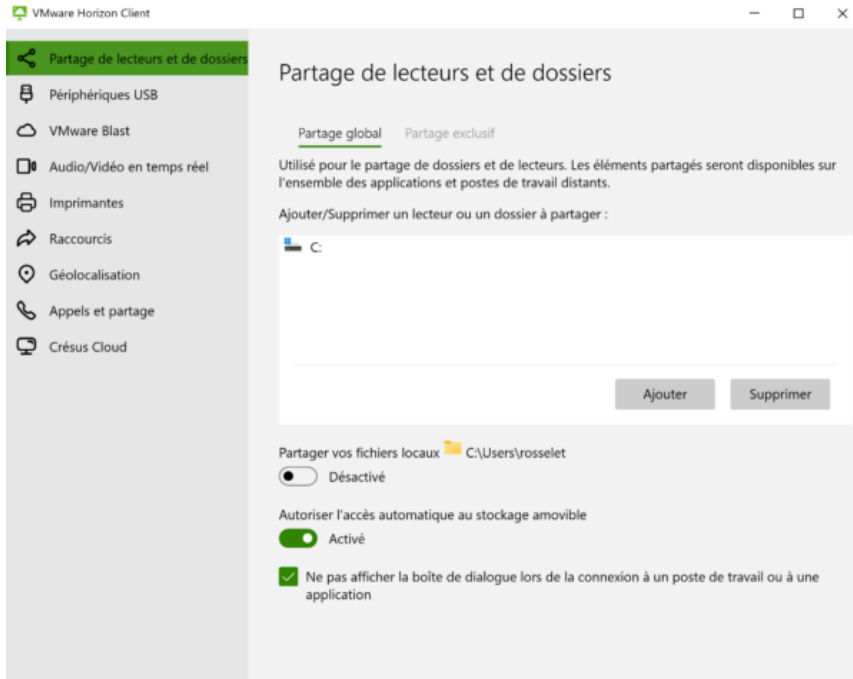 VMware Horizon Client
Partage de lecteurs et de dossiers
Périphériques USB
VMware Blast
Audio/Vidéo en temps réel
Imprimantes
Raccourcis
Géolocalisation
Appels et partage
Crésus Cloud
Partage de lecteurs et de dossiers
Partage global Partage exclusif
Utilisé pour le partage de dossiers et de lecteurs. Les éléments partagés seront disponibles sur
l'ensemble des applications et postes de travail distants.
Ajouter/Supprimer un lecteur ou un dossier à partager :
C:
Ajouter Supprimer
Partager vos fichiers locaux C:\Users\rosselet
Désactivé
Autoriser l'accès automatique au stockage amovible
Activé
Ne pas afficher la boîte de dialogue lors de la connexion à un poste de travail ou à une
application